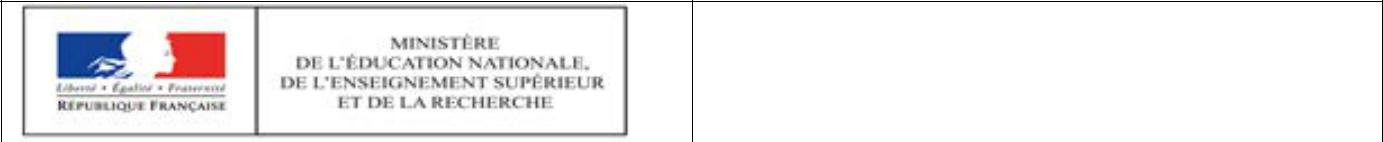 Liberté • Égalité • Fraternité
RÉPUBLIQUE FRANÇAISE
MINISTÈRE
DE L'ÉDUCATION NATIONALE,
DE L'ENSEIGNEMENT SUPÉRIEUR
ET DE LA RECHERCHE